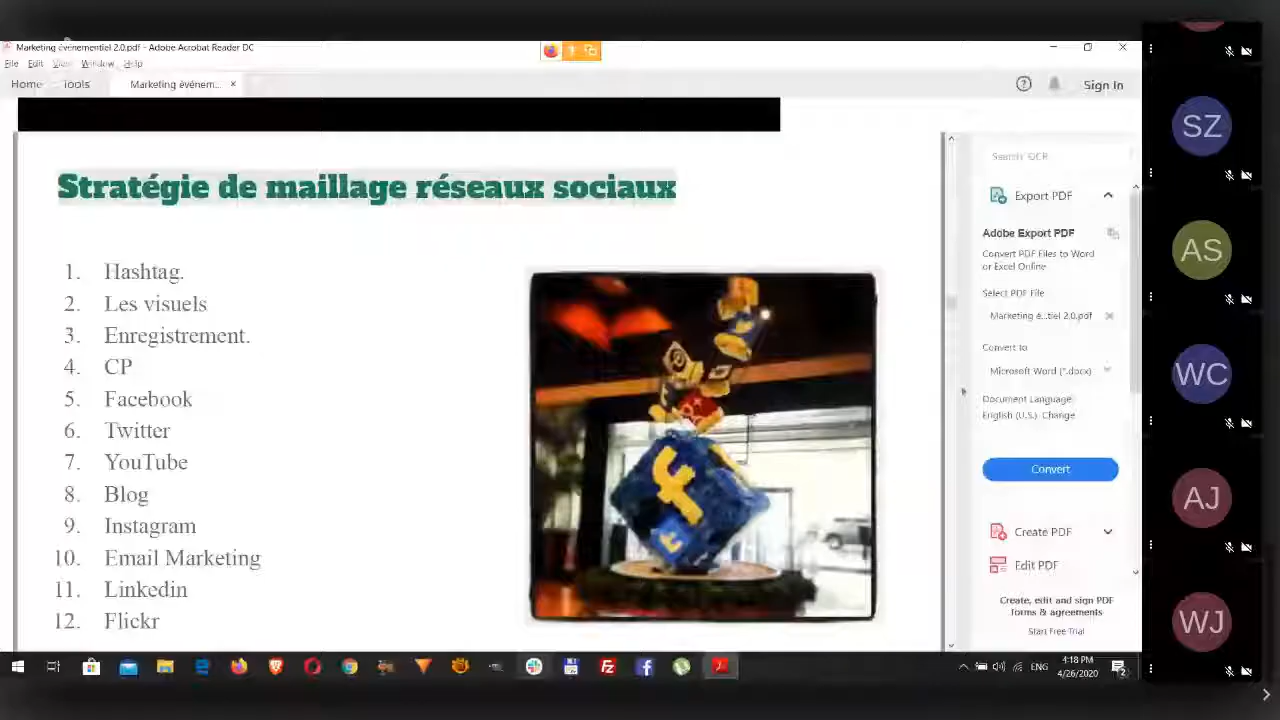 Marketing événementiel 2.0.pdf - Adobe Acrobat Reader DC
File Edit View Window Help
Home Tools Marketing événem... × Sign In
SZ
Search 'OCR
Stratégie de maillage réseaux sociaux
Export PDF
Adobe Export PDF
Convert PDF Files to Word
or Excel Online
Select PDF File
Marketing é...tiel 2.0.pdf
Convert to
Microsoft Word (*.docx)
Document Language:
English (U.S.) Change
Convert
Create PDF
Edit PDF
Create, edit and sign PDF
forms & agreements
Start Free Trial
1. Hashtag.
2. Les visuels
3. Enregistrement.
4. CP
5. Facebook
6. Twitter
7. YouTube
8. Blog
9. Instagram
10. Email Marketing
11. Linkedin
12. Flickr
f
AS
WC
AJ
WJ
ENG
4:18 PM
4/26/2020
2